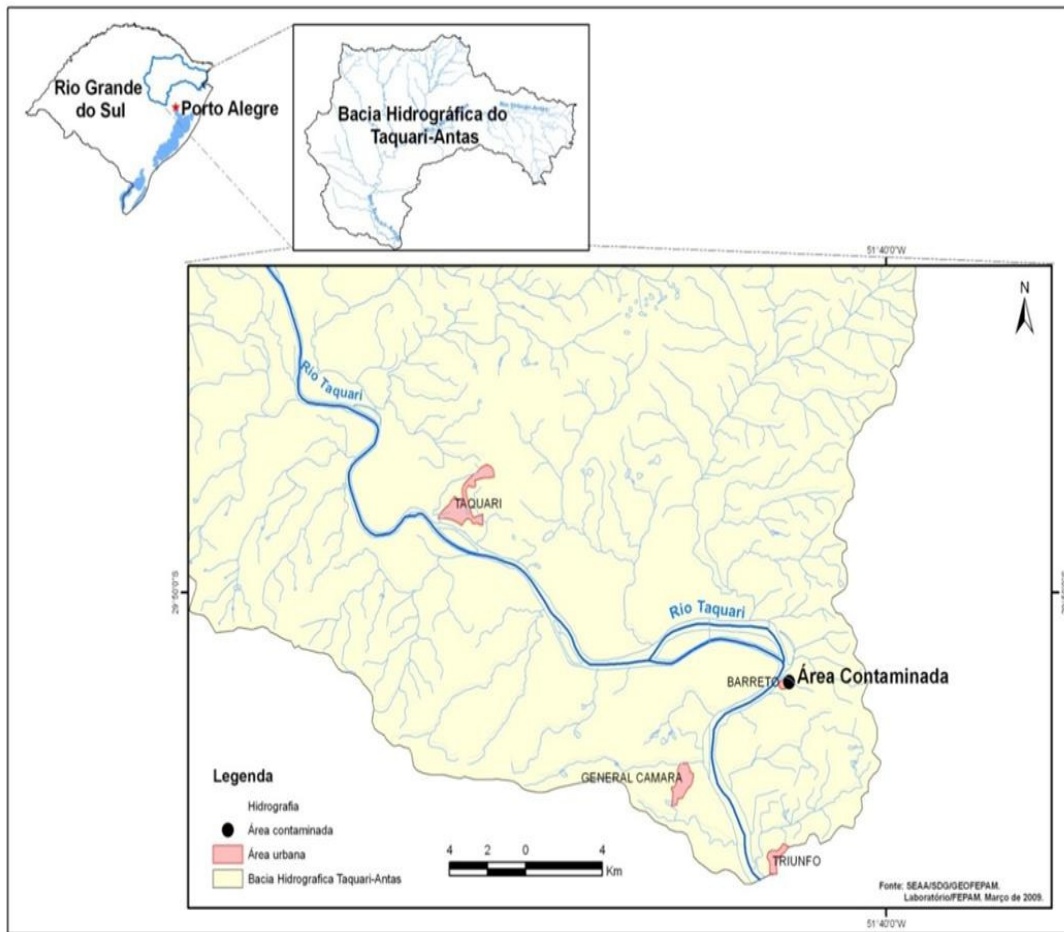 Rio Grande
do Sul
Porto Alegre
Bacia Hidrográfica do
Taquari-Antas
51°40'0"W
N
Rio Taquari
TAQUARI
29°50'0"S
Rio Taquari
BARRETO
Área Contaminada
GENERAL CAMARA
TRIUNFO
Legenda
Hidrografia
Área contaminada
Área urbana
Bacia Hidrografica Taquari-Antas
4 2 0 4
Km
Fonte: SEAA/SDG/GEOFEPAM.
Laboratório/FEPAM. Março de 2009.
51°40'0"W